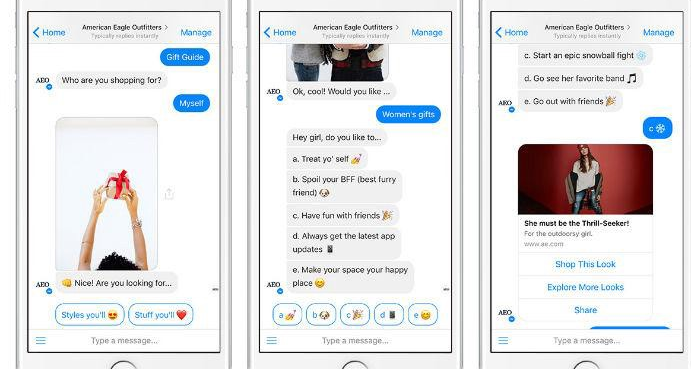 Home
American Eagle Outfitters >
Typically replies instantly
Manage
Gift Guide
AEO
Who are you shopping for?
Myself
👊 Nice! Are you looking for...
AEO
Styles you'll 😍
Stuff you'll ❤️
Type a message...
Home
American Eagle Outfitters >
Typically replies instantly
Manage
AEO
Ok, cool! Would you like ...
Women's gifts
Hey girl, do you like to...
a. Treat yo' self 💅
b. Spoil your BFF (best furry
friend) 🐶
c. Have fun with friends 🎉
d. Always get the latest app
updates 📱
e. Make your space your happy
place 😊
AEO
a 💅
b 🐶
c 🎉
d 📱
e 😊
Type a message...
Home
American Eagle Outfitters >
Typically replies instantly
Manage
c. Start an epic snowball fight ❄️
d. Go see her favorite band 🎵
e. Go out with friends 🎉
AEO
c ❄️
She must be the Thrill-Seeker!
For the outdoorsy girl.
www.ae.com
Shop This Look
Explore More Looks
Share
AEO
Type a message...